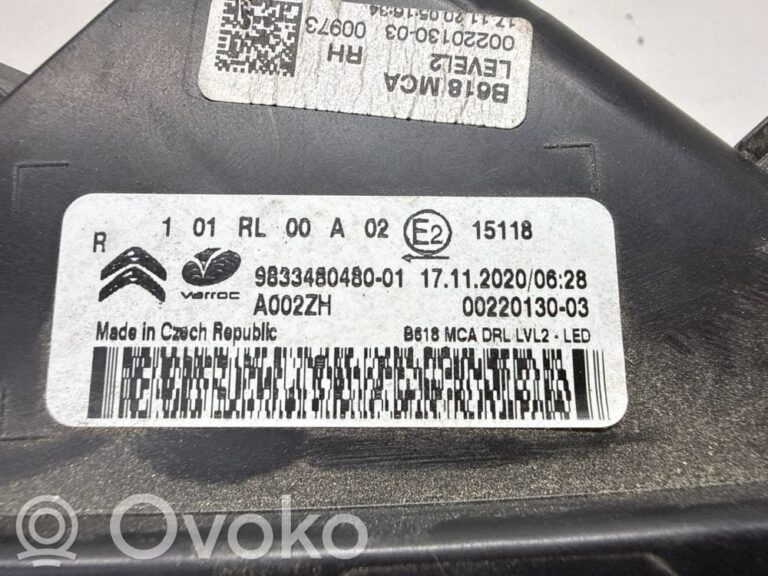 B618 MCA
LEVEL2
RH
00220130-03 00973
17.11.20 05:16:34
R 1 01 RL 00 A 02 E2 15118
varroc
9833480480-01 17.11.2020/06:28
A002ZH 00220130-03
Made in Czech Republic B618 MCA DRL LVL2 - LED
Ovoko